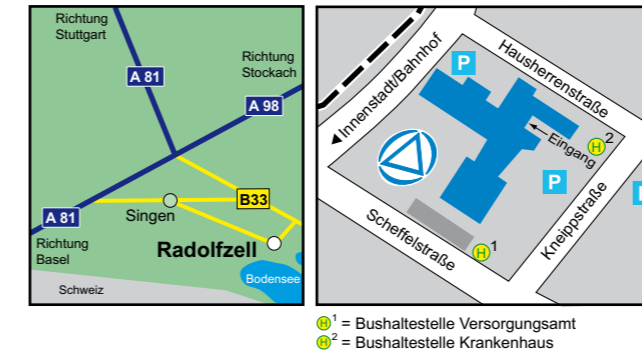 Richtung
Stuttgart
A 81
Richtung
Stockach
A 98
B33
Singen
A 81
Radolfzell
Richtung
Basel
Bodensee
Schweiz
Innenstadt/Bahnhof
Hausherrenstraße
P
H 2
Eingang
P
Kneippstraße
Scheffelstraße
H 1
H 1 = Bushaltestelle Versorgungsamt
H 2 = Bushaltestelle Krankenhaus